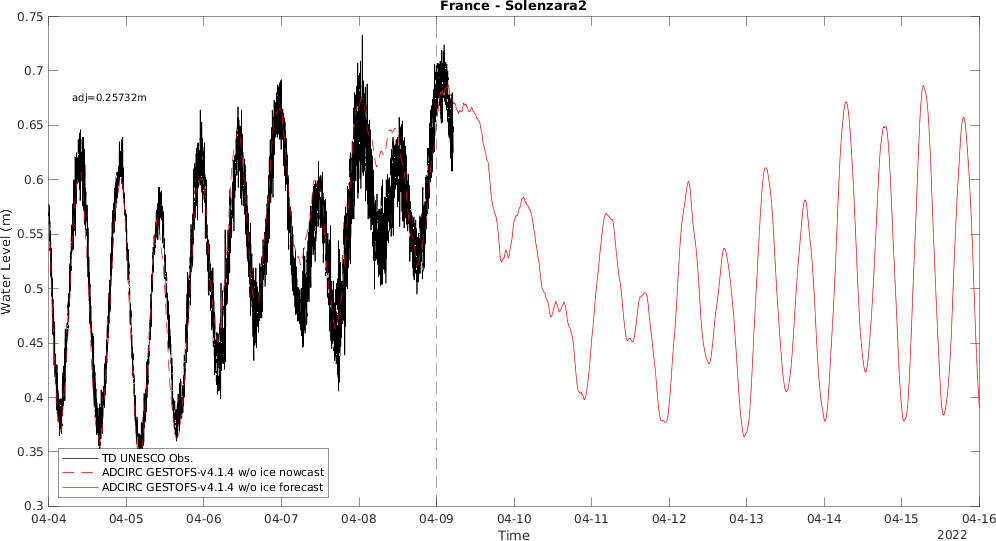 France - Solenzara2
0.75
0.7
0.65
0.6
0.55
0.5
0.45
0.4
0.35
0.3
Water Level (m)
adj=0.25732m
TD UNESCO Obs.
ADCIRC GESTOFS-v4.1.4 w/o ice nowcast
ADCIRC GESTOFS-v4.1.4 w/o ice forecast
04-04 04-05 04-06 04-07 04-08 04-09 04-10 04-11 04-12 04-13 04-14 04-15 04-16
Time
2022